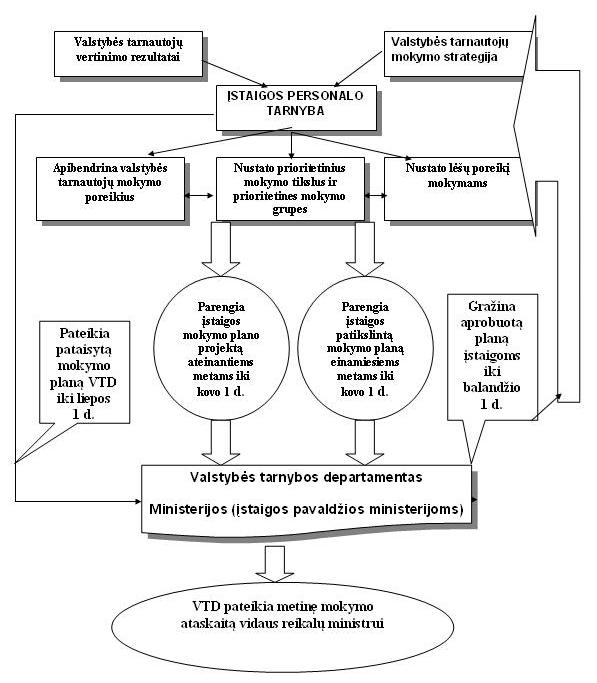 Valstybės tarnautojų
vertinimo rezultatai
Valstybės tarnautojų
mokymo strategija
ĮSTAIGOS PERSONALO
TARNYBA
Apibendrina valstybės
tarnautojų mokymo
poreikius
Nustato prioritetinius
mokymo tikslus ir
prioritetines mokymo
grupes
Nustato lėšų poreikį
mokymams
Parengia
įstaigos
mokymo plano
projektą
ateinantiems
metams iki
kovo 1 d.
Parengia
įstaigos
patikslintą
mokymo planą
einamiesiems
metams iki
kovo 1 d.
Gražina
aprobuotą
planą
įstaigoms
iki
balandžio
1 d.
Pateikia
pataisytą
mokymo
planą VTD
iki liepos
1 d.
Valstybės tarnybos departamentas
Ministerijos (įstaigos pavaldžios ministerijoms)
VTD pateikia metinę mokymo
ataskaitą vidaus reikalų ministrui